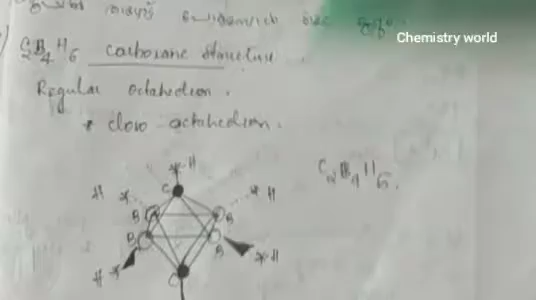 Chemistry world
C₂B₄H₆ carborane structure
Regular octahedron.
* closo octahedron.
C₂B₄H₆.
H
C
H H
B B
B B
H H
C